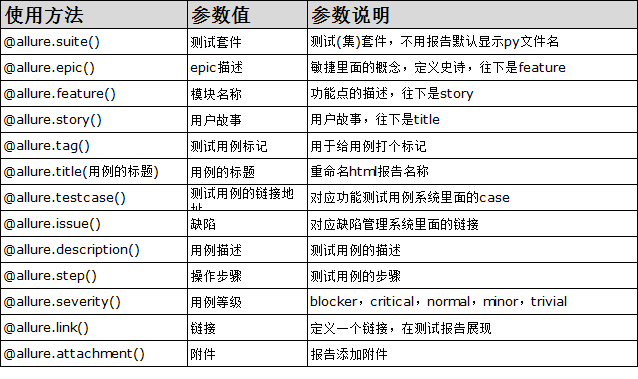 使用方法 参数值 参数说明
@allure.suite() 测试套件 测试(集)套件，不用报告默认显示py文件名
@allure.epic() epic描述 敏捷里面的概念，定义史诗，往下是feature
@allure.feature() 模块名称 功能点的描述，往下是story
@allure.story() 用户故事 用户故事，往下是title
@allure.tag() 测试用例标记 用于给用例打个标记
@allure.title(用例的标题) 用例的标题 重命名html报告名称
@allure.testcase() 测试用例的链接地址 对应功能测试用例系统里面的case
@allure.issue() 缺陷 对应缺陷管理系统里面的链接
@allure.description() 用例描述 测试用例的描述
@allure.step() 操作步骤 测试用例的步骤
@allure.severity() 用例等级 blocker，critical，normal，minor，trivial
@allure.link() 链接 定义一个链接，在测试报告展现
@allure.attachment() 附件 报告添加附件